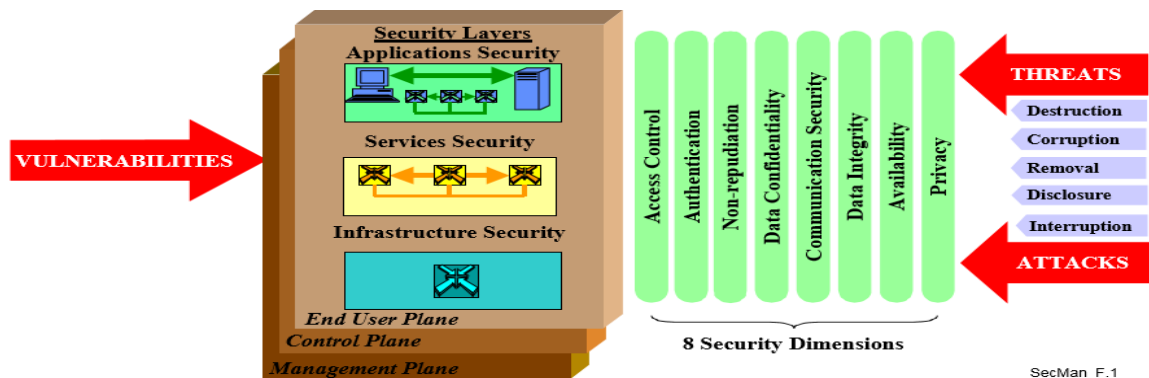 Security Layers
Applications Security
Services Security
Infrastructure Security
End User Plane
Control Plane
Management Plane
VULNERABILITIES
Access Control
Authentication
Non-repudiation
Data Confidentiality
Communication Security
Data Integrity
Availability
Privacy
8 Security Dimensions
THREATS
Destruction
Corruption
Removal
Disclosure
Interruption
ATTACKS
SecMan_F.1